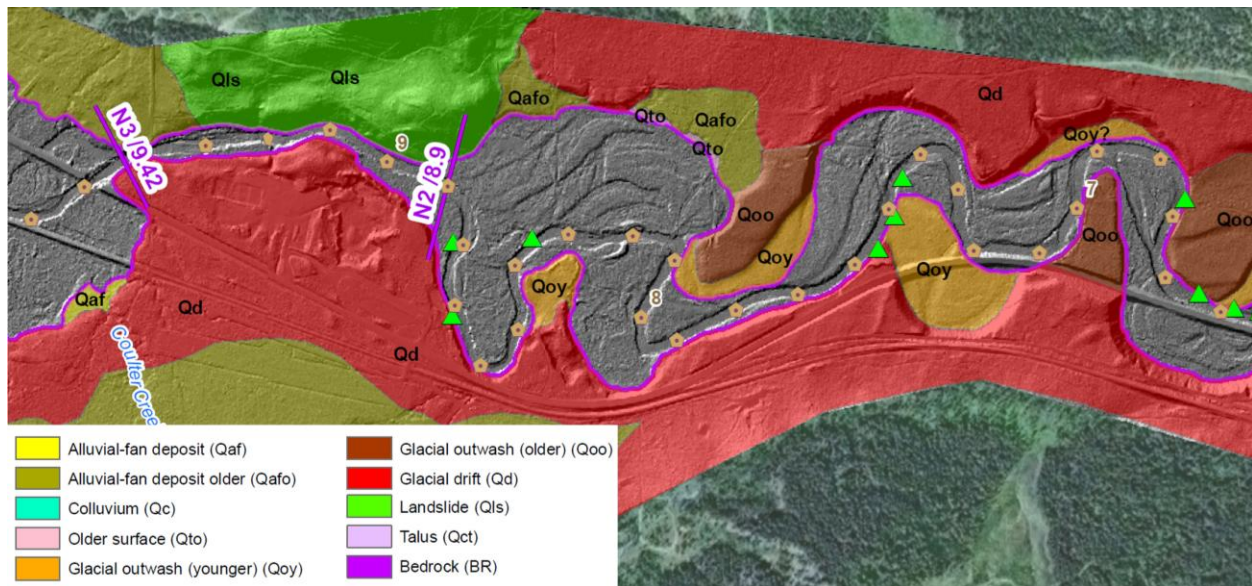 Qls
Qls
Qafo
Qto
Qafo
Qto
Qd
Qoy?
N3 /9.42
9
N2 /8.9
7
Qoo
Qoo
Qoo
Qoy
Qoy
Qoy
8
Qaf
Qd
Qd
Coulter Cree
Alluvial-fan deposit (Qaf)
Alluvial-fan deposit older (Qafo)
Colluvium (Qc)
Older surface (Qto)
Glacial outwash (younger) (Qoy)
Glacial outwash (older) (Qoo)
Glacial drift (Qd)
Landslide (Qls)
Talus (Qct)
Bedrock (BR)